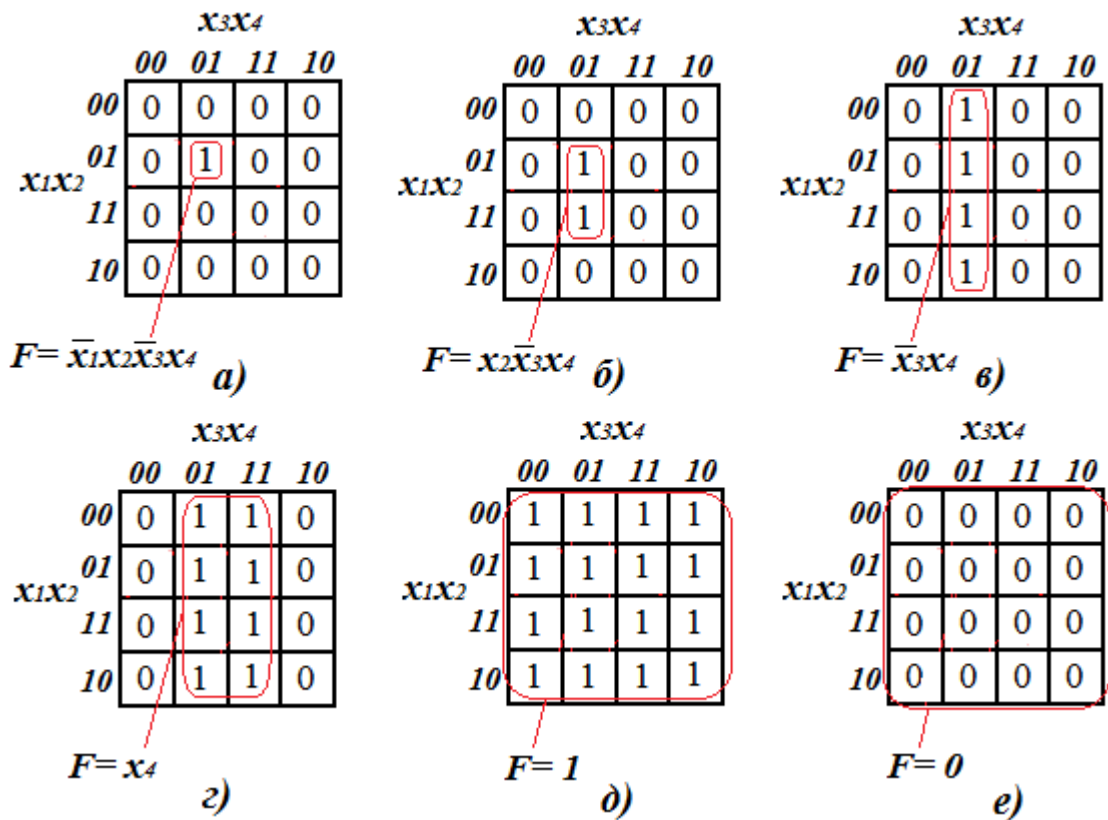 x₃x₄
00 01 11 10
00 0 0 0 0
01 0 1 0 0
x₁x₂
11 0 0 0 0
10 0 0 0 0
F= x̅₁x₂x̅₃x₄
а)
x₃x₄
00 01 11 10
00 0 0 0 0
01 0 1 0 0
x₁x₂
11 0 1 0 0
10 0 0 0 0
F= x₂x̅₃x₄
б)
x₃x₄
00 01 11 10
00 0 1 0 0
01 0 1 0 0
x₁x₂
11 0 1 0 0
10 0 1 0 0
F= x̅₃x₄
в)
x₃x₄
00 01 11 10
00 0 1 1 0
01 0 1 1 0
x₁x₂
11 0 1 1 0
10 0 1 1 0
F= x₄
г)
x₃x₄
00 01 11 10
00 1 1 1 1
01 1 1 1 1
x₁x₂
11 1 1 1 1
10 1 1 1 1
F= 1
д)
x₃x₄
00 01 11 10
00 0 0 0 0
01 0 0 0 0
x₁x₂
11 0 0 0 0
10 0 0 0 0
F= 0
е)